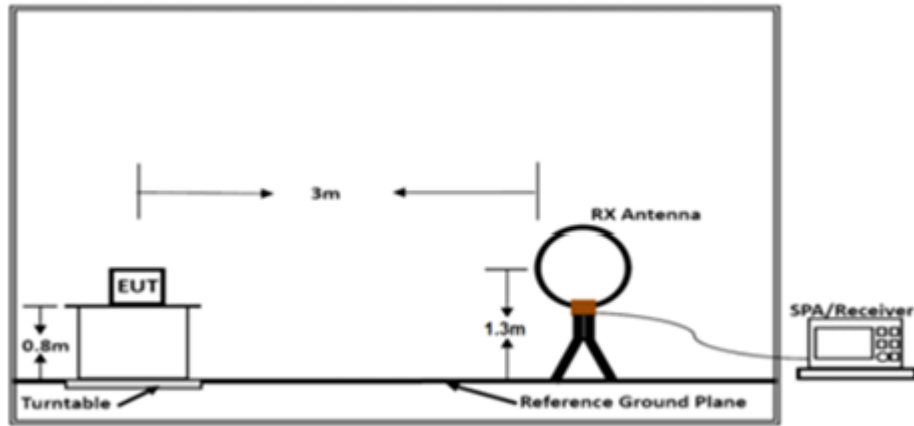 3m
RX Antenna
EUT
SPA/Receiver
0.8m
1.3m
Turntable
Reference Ground Plane